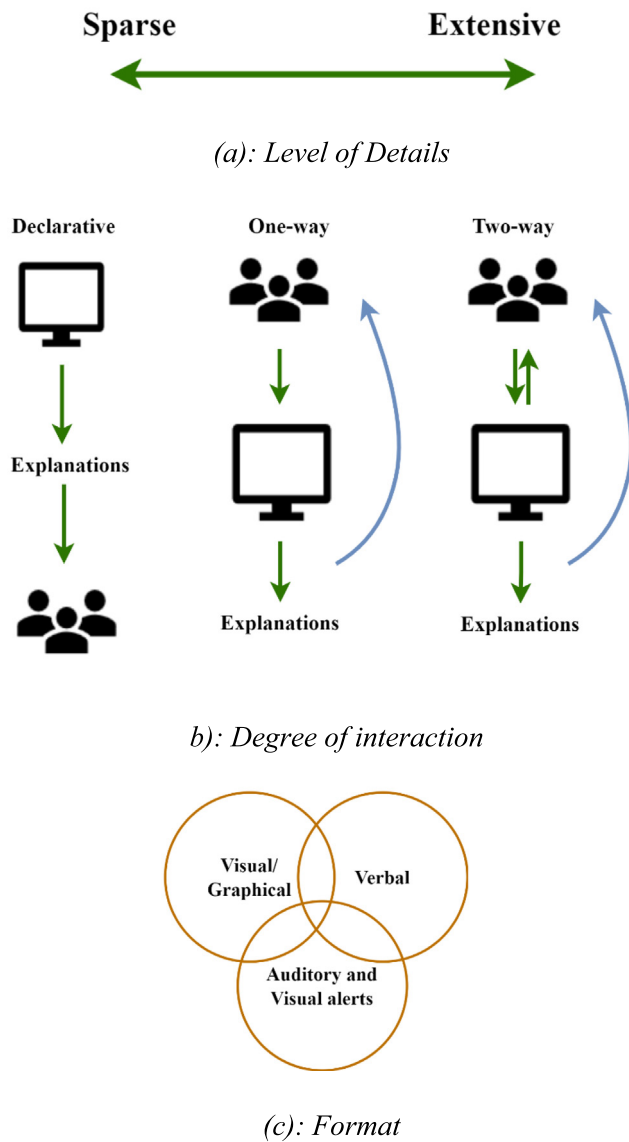 Sparse Extensive
(a): Level of Details
Declarative One-way Two-way
Explanations
Explanations Explanations
b): Degree of interaction
Visual/
Graphical
Verbal
Auditory and
Visual alerts
(c): Format